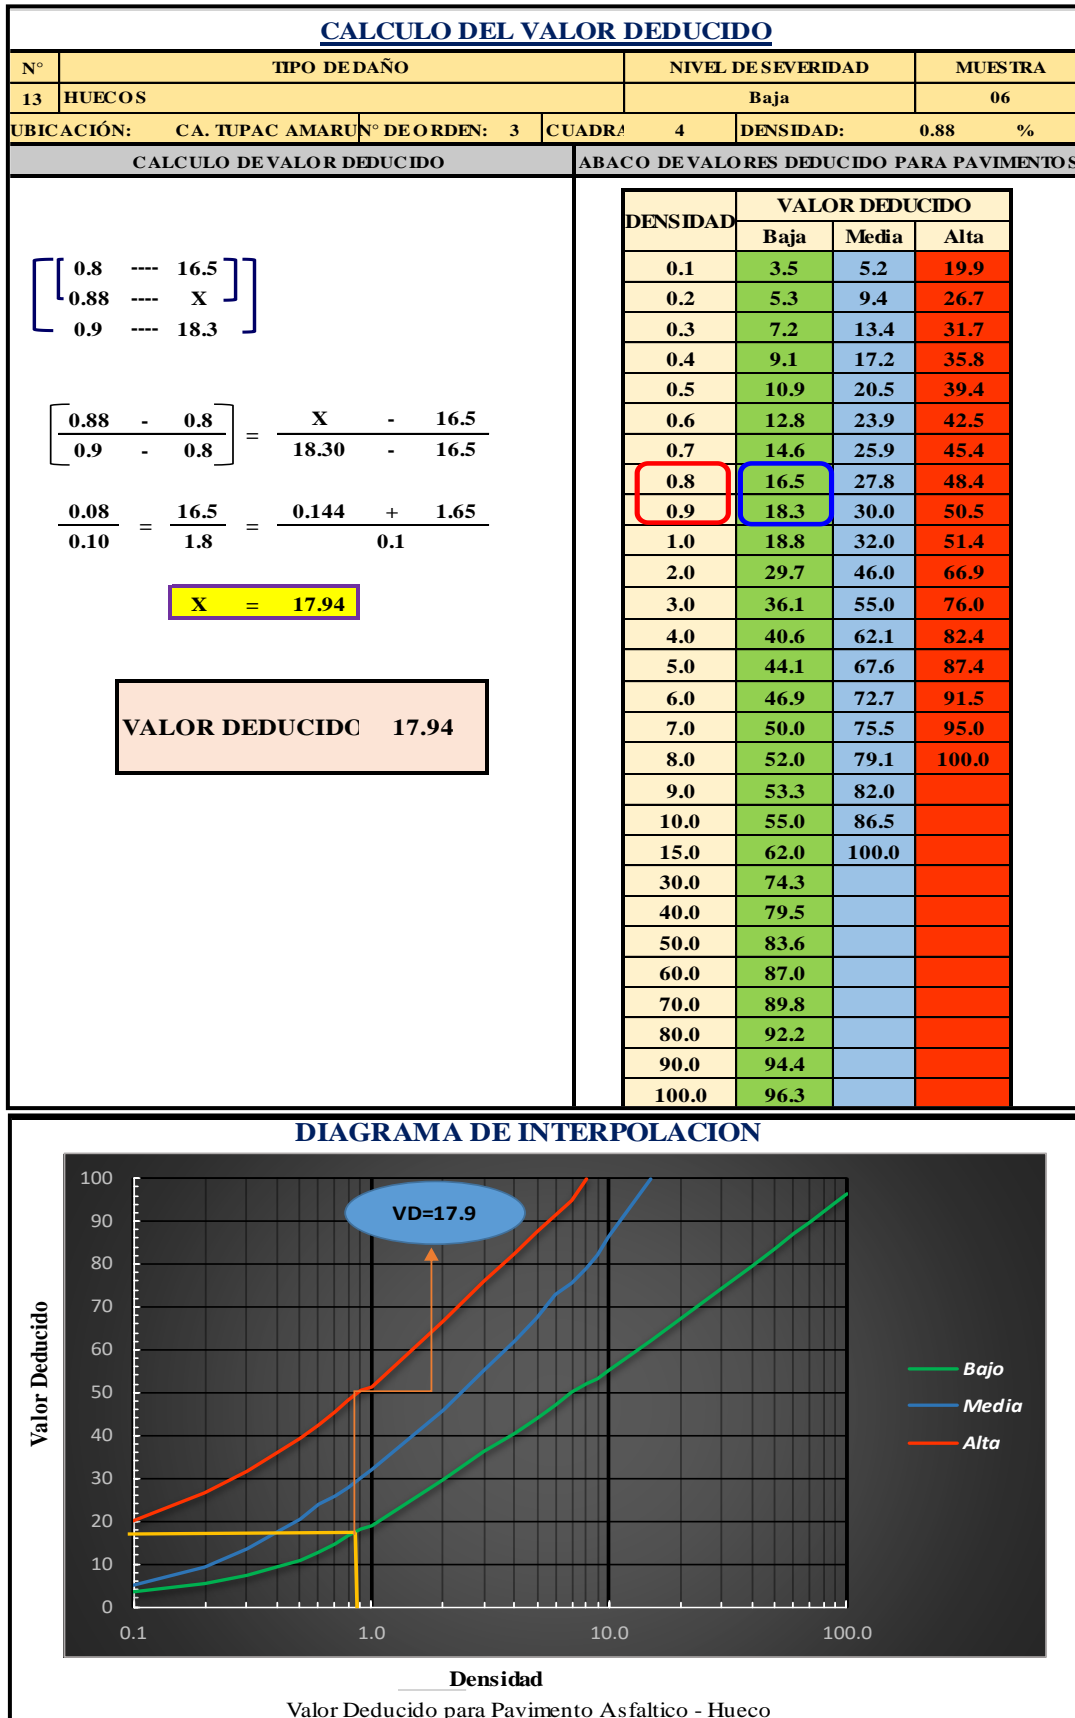 CALCULO DEL VALOR DEDUCIDO
N° TIPO DE DAÑO NIVEL DE SEVERIDAD MUESTRA
13 HUECOS Baja 06
UBICACIÓN: CA. TUPAC AMARU N° DE ORDEN: 3 CUADRA 4 DENSIDAD: 0.88 %
CALCULO DE VALOR DEDUCIDO
0.8 ---- 16.5
0.88 ---- X
0.9 ---- 18.3
0.88 - 0.8 = X - 16.5
0.9 - 0.8 18.30 - 16.5
0.08 = 16.5 = 0.144 + 1.65
0.10 1.8 0.1
X = 17.94
VALOR DEDUCIDO 17.94
ABACO DE VALORES DEDUCIDO PARA PAVIMENTOS
DENSIDAD VALOR DEDUCIDO
Baja Media Alta
0.1 3.5 5.2 19.9
0.2 5.3 9.4 26.7
0.3 7.2 13.4 31.7
0.4 9.1 17.2 35.8
0.5 10.9 20.5 39.4
0.6 12.8 23.9 42.5
0.7 14.6 25.9 45.4
0.8 16.5 27.8 48.4
0.9 18.3 30.0 50.5
1.0 18.8 32.0 51.4
2.0 29.7 46.0 66.9
3.0 36.1 55.0 76.0
4.0 40.6 62.1 82.4
5.0 44.1 67.6 87.4
6.0 46.9 72.7 91.5
7.0 50.0 75.5 95.0
8.0 52.0 79.1 100.0
9.0 53.3 82.0
10.0 55.0 86.5
15.0 62.0 100.0
30.0 74.3
40.0 79.5
50.0 83.6
60.0 87.0
70.0 89.8
80.0 92.2
90.0 94.4
100.0 96.3
DIAGRAMA DE INTERPOLACION
Valor Deducido
100
90
80
70
60
50
40
30
20
10
0
VD=17.9
Bajo
Media
Alta
0.1 1.0 10.0 100.0
Densidad
Valor Deducido para Pavimento Asfaltico - Hueco